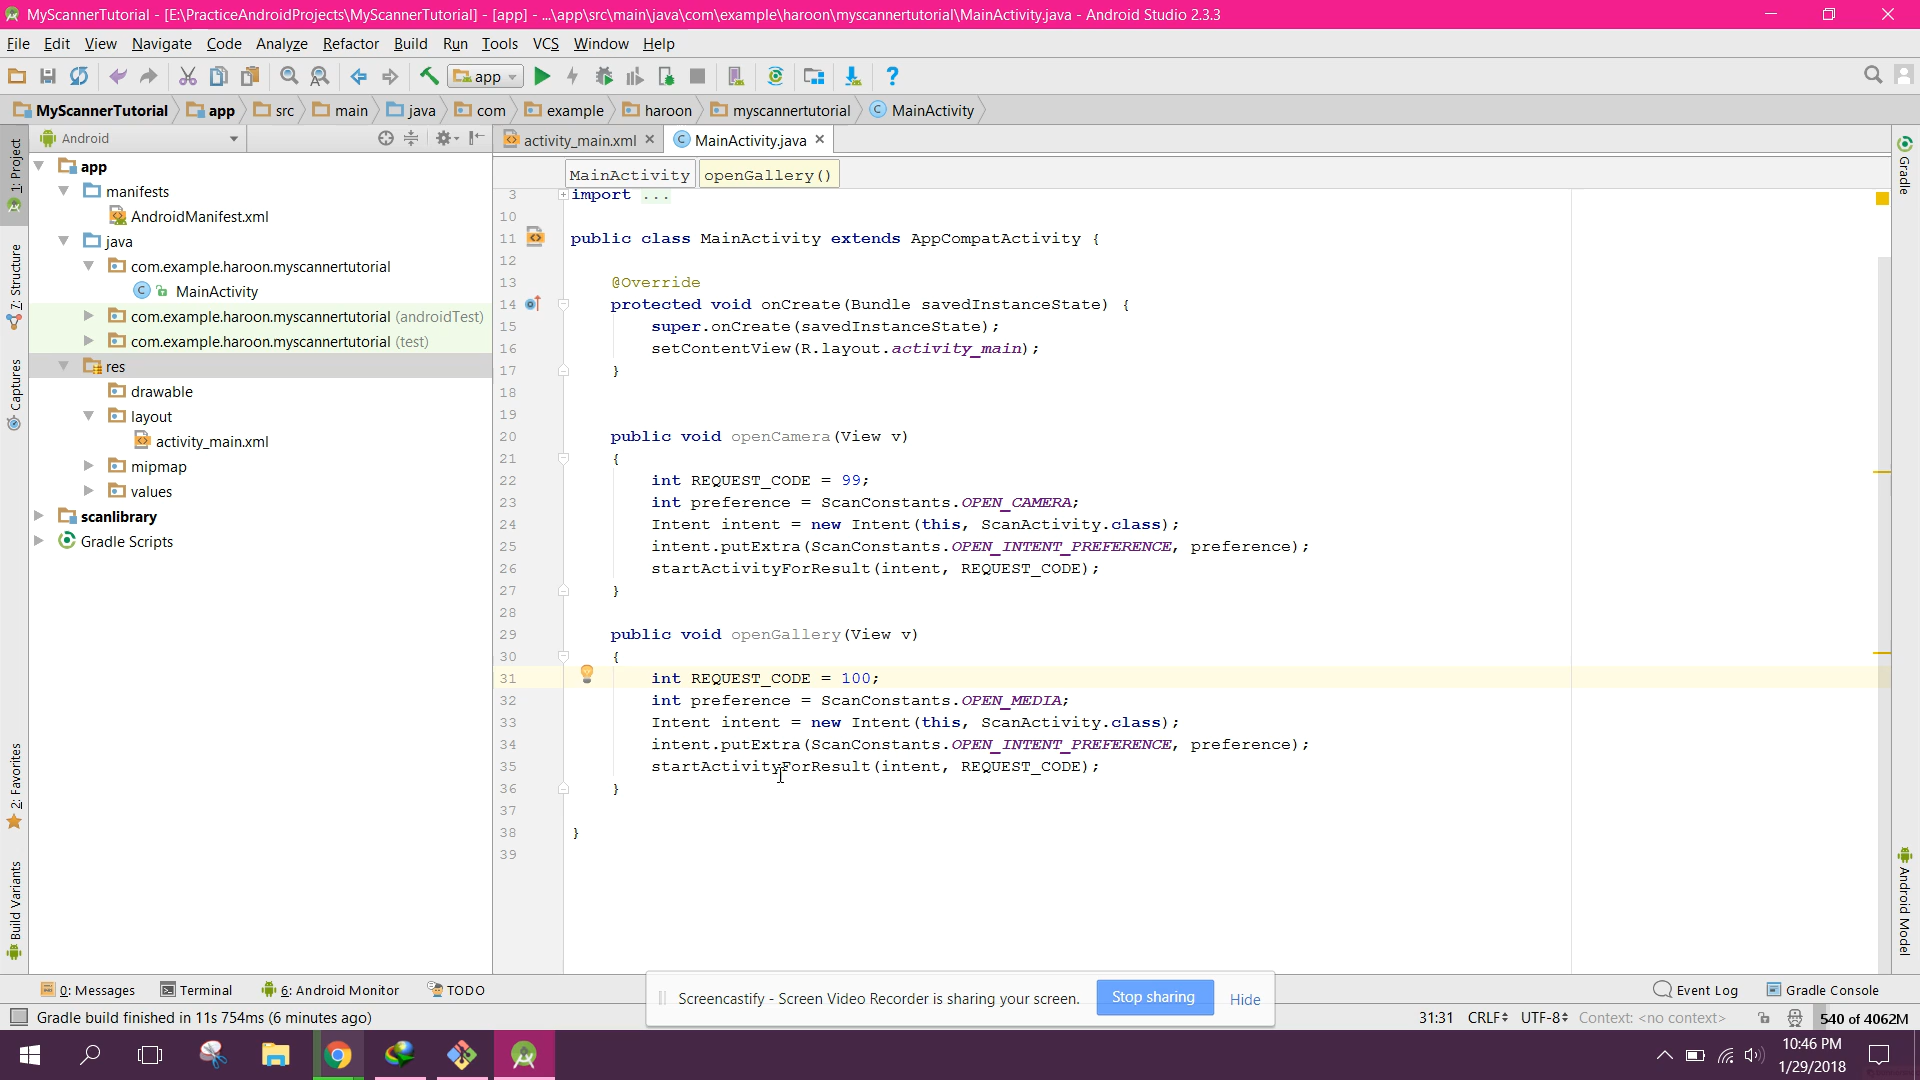 MyScannerTutorial - [E:\PracticeAndroidProjects\MyScannerTutorial] - [app] - ...\app\src\main\java\com\example\haroon\myscannertutorial\MainActivity.java - Android Studio 2.3.3
File Edit View Navigate Code Analyze Refactor Build Run Tools VCS Window Help
app
MyScannerTutorial app src main java com example haroon myscannertutorial MainActivity
Android
activity_main.xml
MainActivity.java
1: Project
Z: Structure
Captures
2: Favorites
Build Variants
app
manifests
AndroidManifest.xml
java
com.example.haroon.myscannertutorial
MainActivity
com.example.haroon.myscannertutorial (androidTest)
com.example.haroon.myscannertutorial (test)
res
drawable
layout
activity_main.xml
mipmap
values
scanlibrary
Gradle Scripts
MainActivity openGallery()
3 import ...
10
11 public class MainActivity extends AppCompatActivity {
12
13 @Override
14 protected void onCreate(Bundle savedInstanceState) {
15 super.onCreate(savedInstanceState);
16 setContentView(R.layout.activity_main);
17 }
18
19
20 public void openCamera(View v)
21 {
22 int REQUEST_CODE = 99;
23 int preference = ScanConstants.OPEN_CAMERA;
24 Intent intent = new Intent(this, ScanActivity.class);
25 intent.putExtra(ScanConstants.OPEN_INTENT_PREFERENCE, preference);
26 startActivityForResult(intent, REQUEST_CODE);
27 }
28
29 public void openGallery(View v)
30 {
31 int REQUEST_CODE = 100;
32 int preference = ScanConstants.OPEN_MEDIA;
33 Intent intent = new Intent(this, ScanActivity.class);
34 intent.putExtra(ScanConstants.OPEN_INTENT_PREFERENCE, preference);
35 startActivityForResult(intent, REQUEST_CODE);
36 }
37
38 }
39
Gradle
Android Model
0: Messages Terminal 6: Android Monitor TODO
Event Log Gradle Console
Screencastify - Screen Video Recorder is sharing your screen. Stop sharing Hide
Gradle build finished in 11s 754ms (6 minutes ago)
31:31 CRLF UTF-8 Context: <no context> 540 of 4062M
10:46 PM
1/29/2018